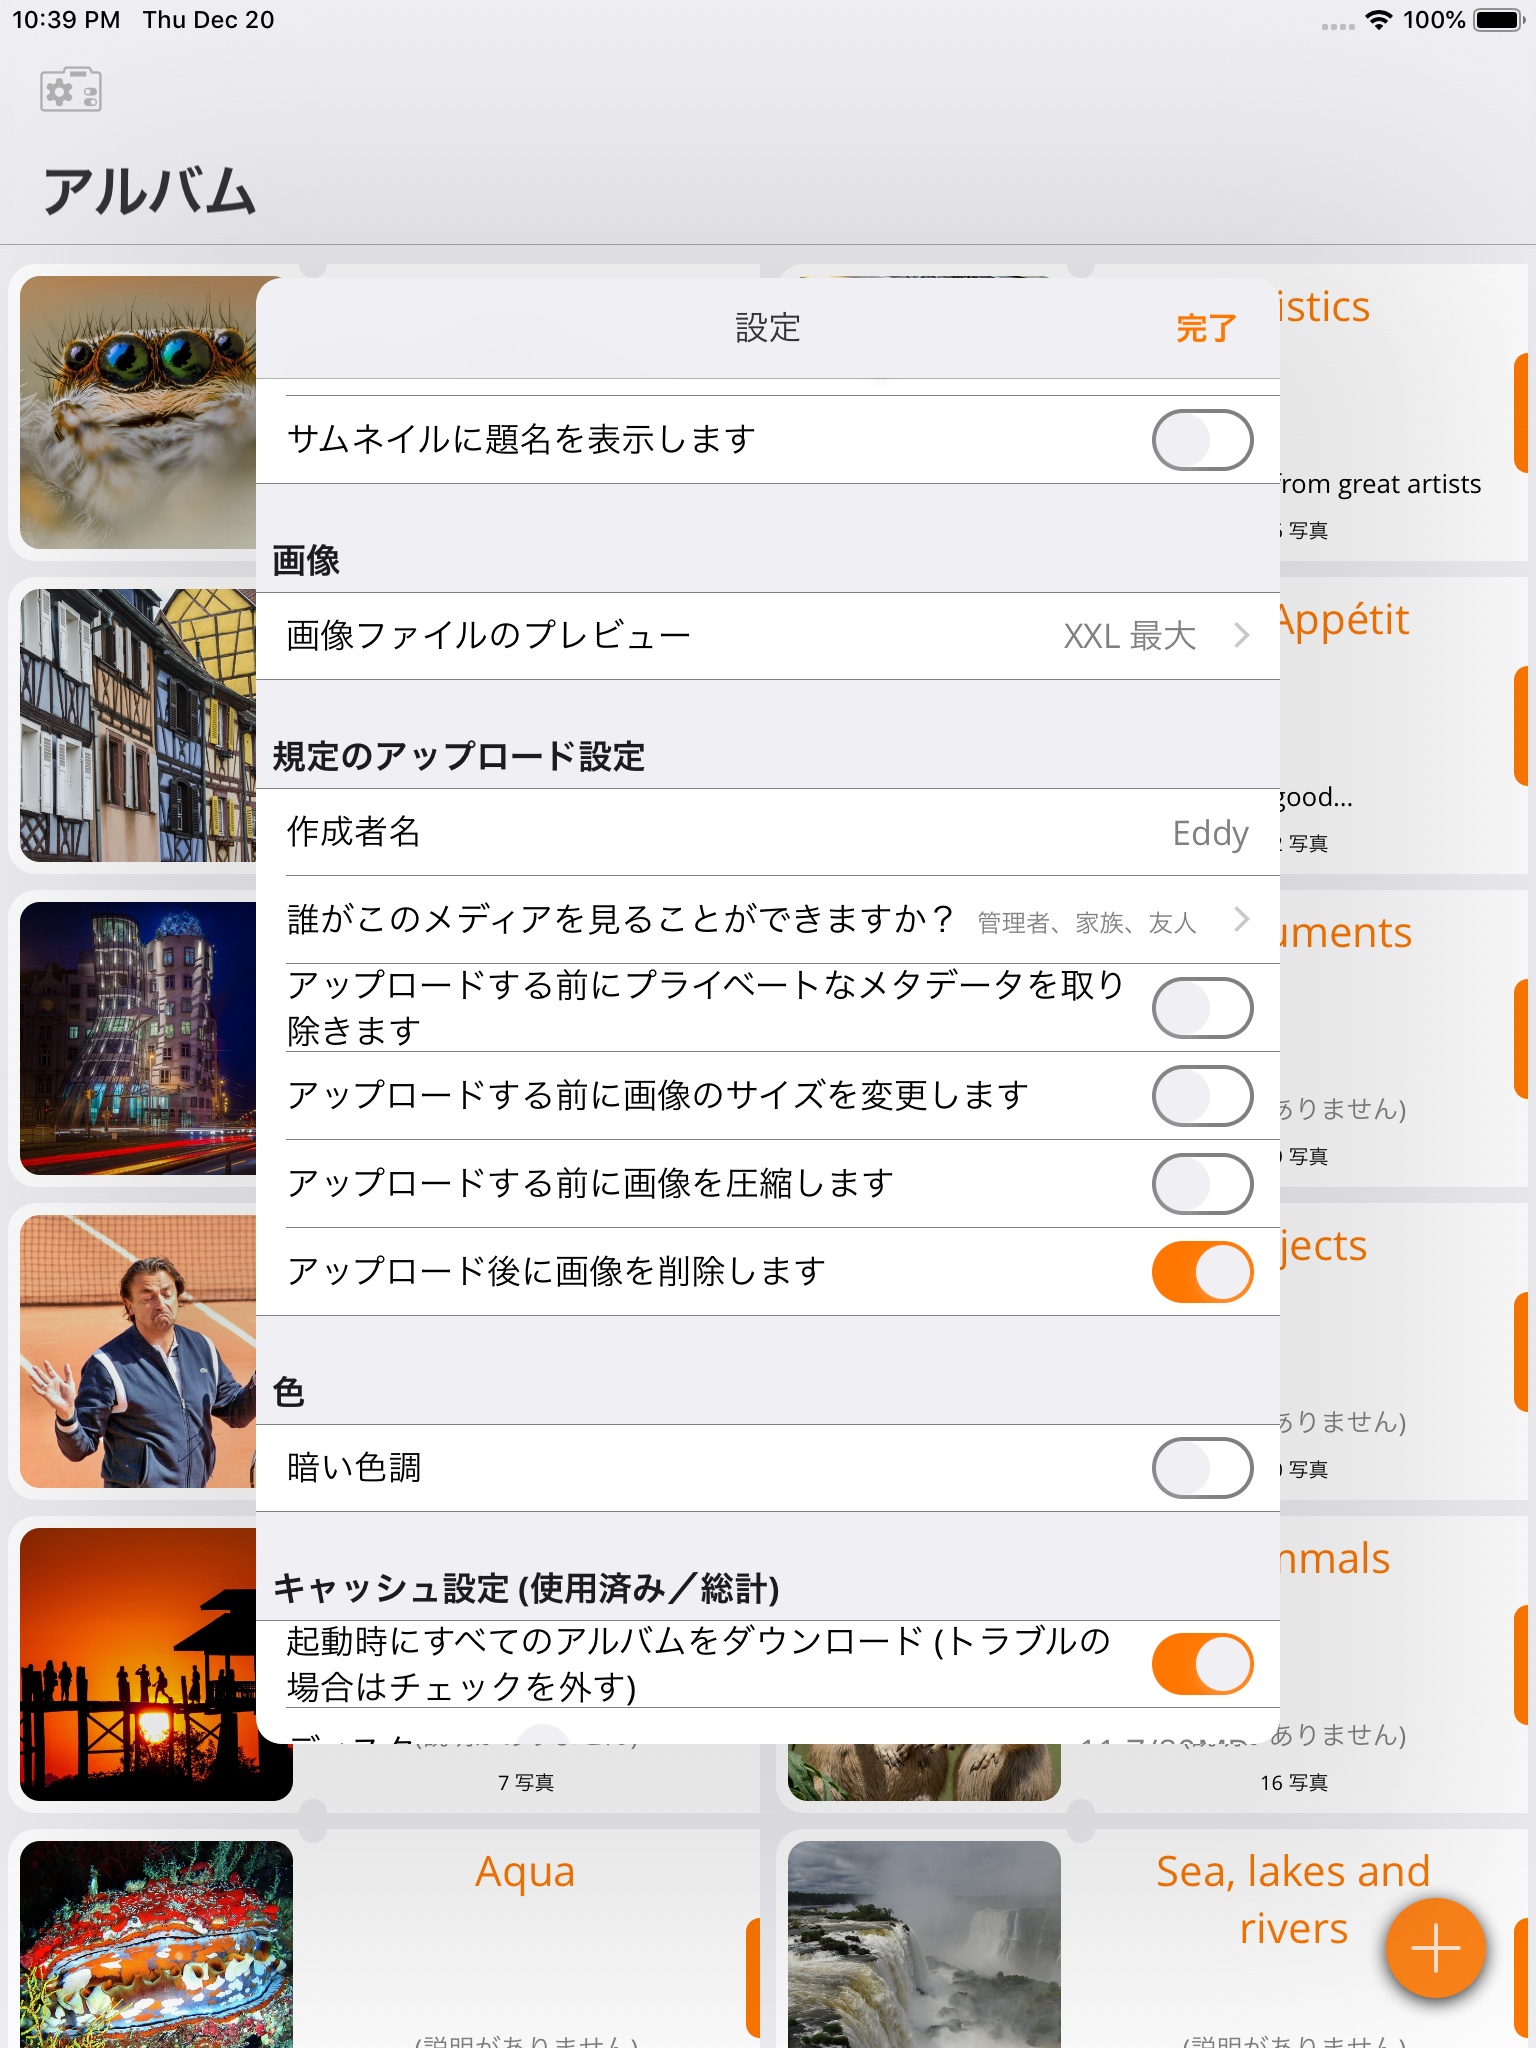 10:39 PM Thu Dec 20
100%
アルバム
設定
完了
サムネイルに題名を表示します
画像
画像ファイルのプレビュー
XXL 最大
規定のアップロード設定
作成者名
Eddy
誰がこのメディアを見ることができますか？
管理者、家族、友人
アップロードする前にプライベートなメタデータを取り
除きます
アップロードする前に画像のサイズを変更します
アップロードする前に画像を圧縮します
アップロード後に画像を削除します
色
暗い色調
キャッシュ設定 (使用済み／総計)
起動時にすべてのアルバムをダウンロード (トラブルの
場合はチェックを外す)
istics
from great artists
写真
Appétit
good...
写真
uments
ありません)
写真
jects
ありません)
写真
mmals
ありません)
7 写真
16 写真
Aqua
(説明がありません)
Sea, lakes and
rivers
(説明がありません)